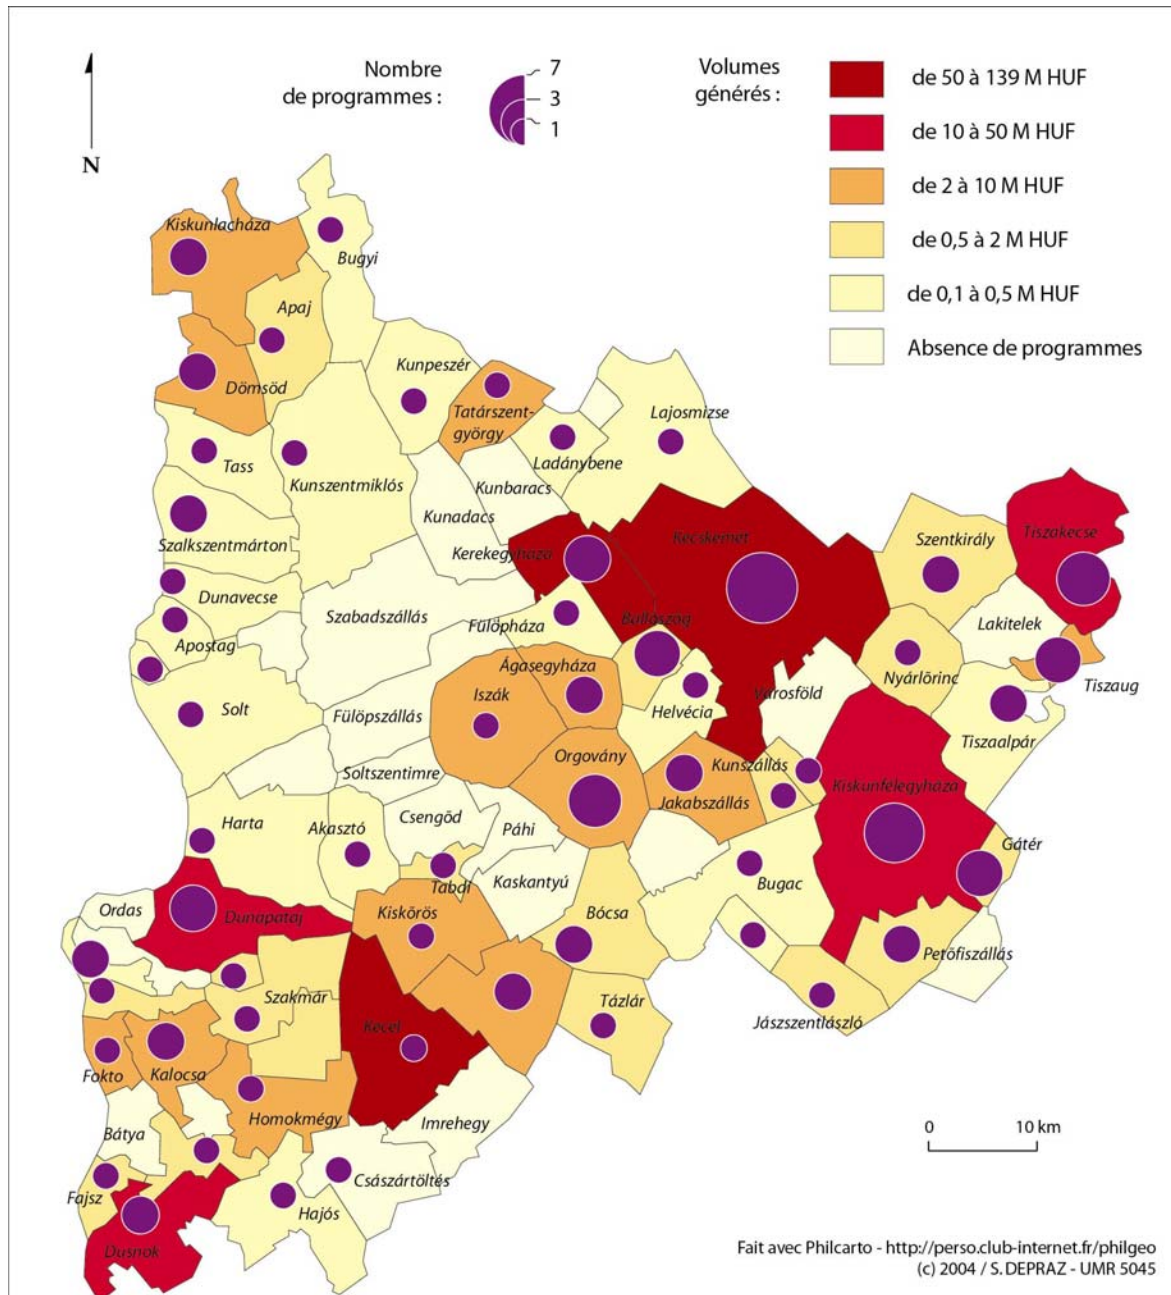 Nombre
de programmes :
7
3
1
Volumes
générés :
de 50 à 139 M HUF
de 10 à 50 M HUF
de 2 à 10 M HUF
de 0,5 à 2 M HUF
de 0,1 à 0,5 M HUF
Absence de programmes
N
Kiskunlacháza
Bugyi
Apaj
Dömsöd
Kunpeszér
Tatárszent-
györgy
Lajosmizse
Ladánybene
Tass
Kunszentmiklós
Kunbaracs
Kunadacs
Szalkszentmárton
Kerekegyháza
Kecskemét
Szentkirály
Tiszakécse
Dunavecse
Szabadszállás
Fülöpháza
Ballószög
Lakitelek
Apostag
Ágasegyháza
Nyárlõrinc
Tiszaug
Iszák
Városföld
Solt
Fülöpszállás
Helvécia
Tiszaalpár
Orgovány
Soltszentimre
Kunszállás
Kiskunfélegyháza
Jakabszállás
Harta
Akasztó
Csengõd
Páhi
Gátér
Tabdi
Kaskantyú
Bugac
Ordas
Dunapataj
Kiskõrös
Bócsa
Petõfiszállás
Szakmár
Tázlár
Jászszentlászló
Kecel
Fokto
Kalocsa
Homokmégy
Imrehegy
Bátya
Császártöltés
Fajsz
Hajós
Dusnok
0
10 km
Fait avec Philcarto - http://perso.club-internet.fr/philgeo
(c) 2004 / S. DEPRAZ - UMR 5045